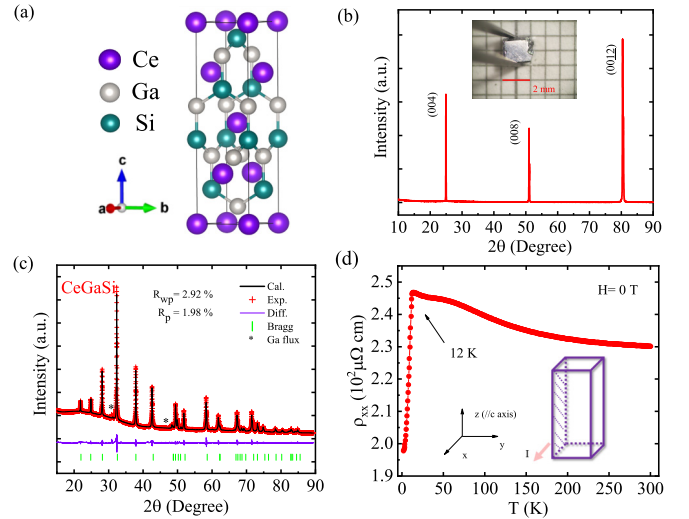 (a)
Ce
Ga
Si
c
a
b
(b)
Intensity (a.u.)
(004)
(008)
(0012)
2 mm
10 20 30 40 50 60 70 80 90
2θ (Degree)
(c)
CeGaSi
R_wp = 2.92 %
R_p = 1.98 %
Cal.
Exp.
Diff.
Bragg
* Ga flux
*
*
Intensity (a.u.)
20 30 40 50 60 70 80 90
2θ (Degree)
(d)
H= 0 T
12 K
ρ_xx (10²μΩ cm)
2.5
2.4
2.3
2.2
2.1
2.0
1.9
z (//c axis)
y
x
I
0 50 100 150 200 250 300
T (K)